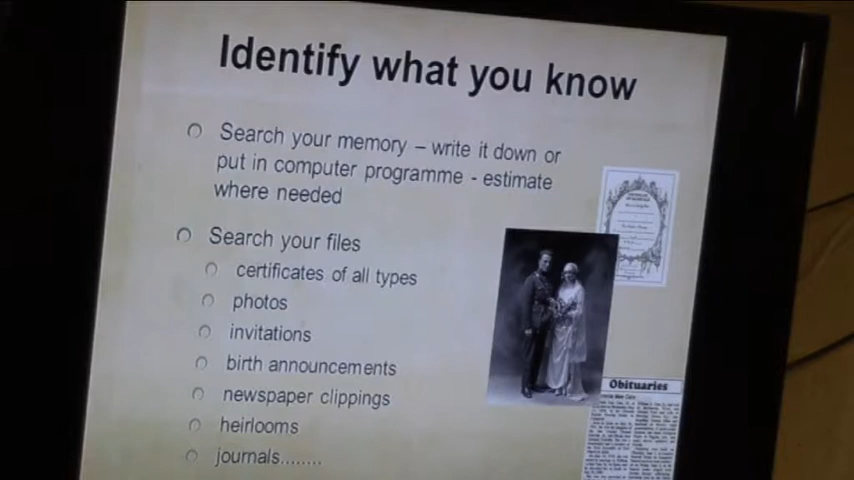 Identify what you know
Search your memory – write it down or
put in computer programme - estimate
where needed
Search your files
certificates of all types
photos
invitations
birth announcements
newspaper clippings
heirlooms
journals........
Obituaries